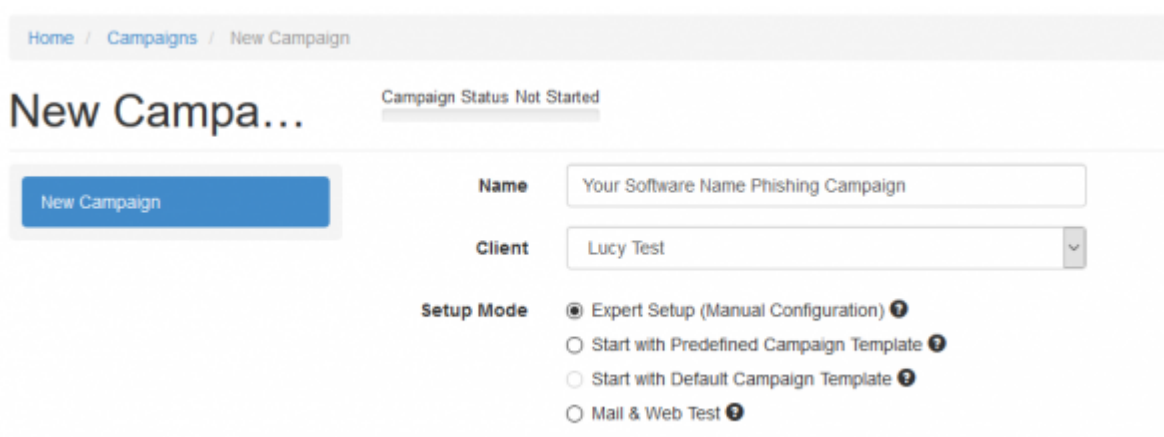 Home / Campaigns / New Campaign
New Campa...
Campaign Status Not Started
New Campaign
Name
Your Software Name Phishing Campaign
Client
Lucy Test
Setup Mode
Expert Setup (Manual Configuration)
Start with Predefined Campaign Template
Start with Default Campaign Template
Mail & Web Test